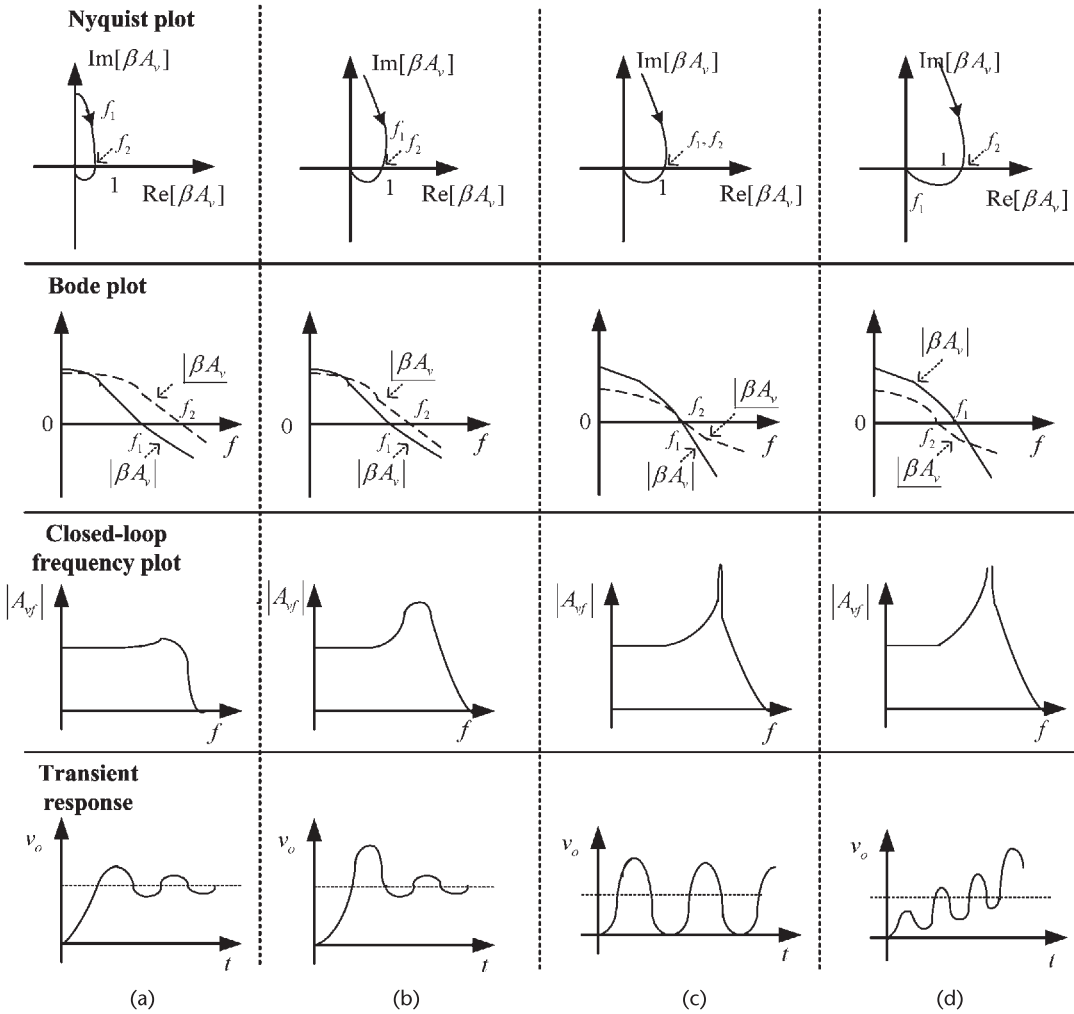 Nyquist plot
Im[βA_v]
f_1
f_2
1
Re[βA_v]
Im[βA_v]
f_1
f_2
1
Re[βA_v]
Im[βA_v]
f_1, f_2
1
Re[βA_v]
Im[βA_v]
f_2
1
f_1
Re[βA_v]
Bode plot
|βA_v
f_2
0
f_1
f
|βA_v|
|βA_v
f_2
0
f_1
f
|βA_v|
|βA_v
f_2
0
f_1
f
|βA_v|
|βA_v|
f_1
0
f_2
f
|βA_v
Closed-loop
frequency plot
|A_vf|
f
|A_vf|
f
|A_vf|
f
|A_vf|
f
Transient
response
v_o
t
v_o
t
v_o
t
v_o
t
(a)
(b)
(c)
(d)